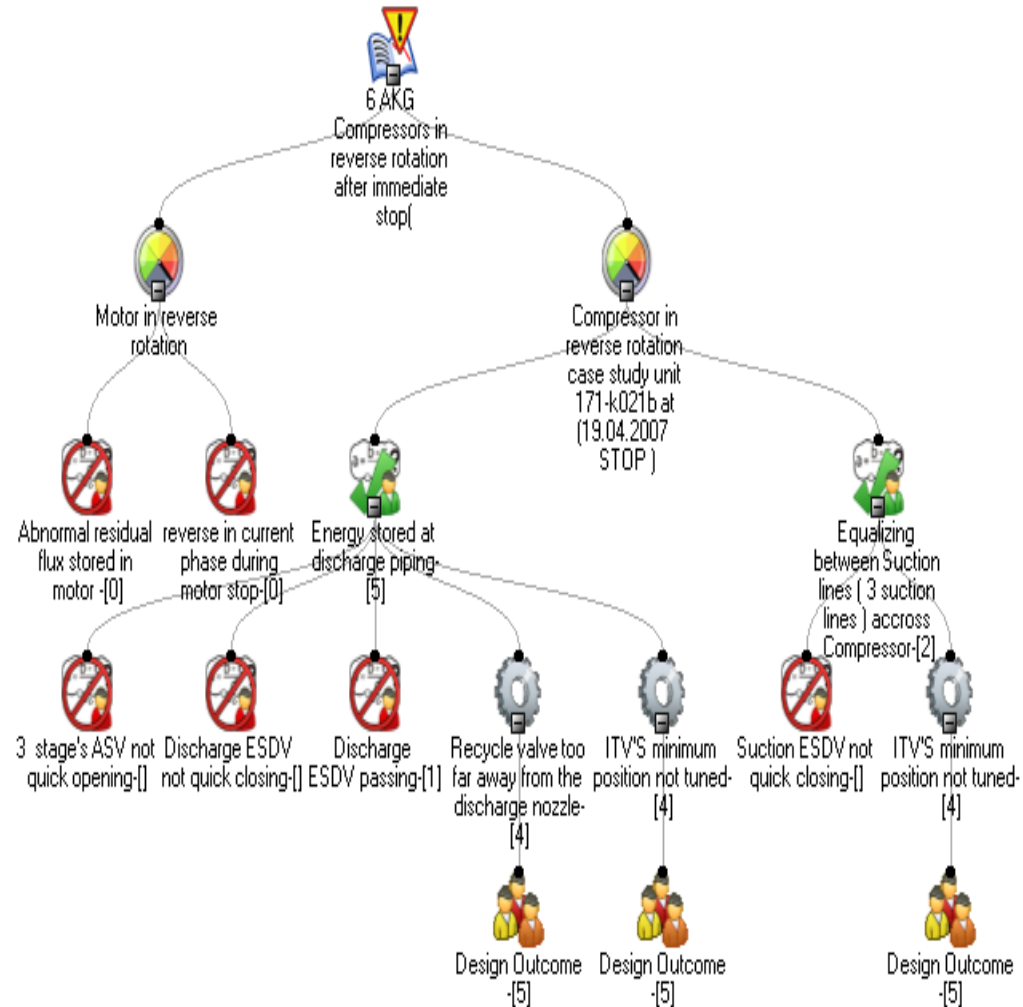 6 AKG
Compressors in
reverse rotation
after immediate
stop(
Motor in reverse
rotation
Compressor in
reverse rotation
case study unit
171-k021b at
(19.04.2007
STOP )
Abnormal residual
flux stored in
motor -[0]
reverse in current
phase during
motor stop-[0]
Energy stored at
discharge piping-
[5]
Equalizing
between Suction
lines ( 3 suction
lines ) accross
Compressor-[2]
3 stage's ASV not
quick opening-[]
Discharge ESDV
not quick closing-[]
Discharge
ESDV passing-[1]
Recycle valve too
far away from the
discharge nozzle-
[4]
ITV'S minimum
position not tuned-
[4]
Suction ESDV not
quick closing-[]
ITV'S minimum
position not tuned-
[4]
Design Outcome
-[5]
Design Outcome
-[5]
Design Outcome
-[5]